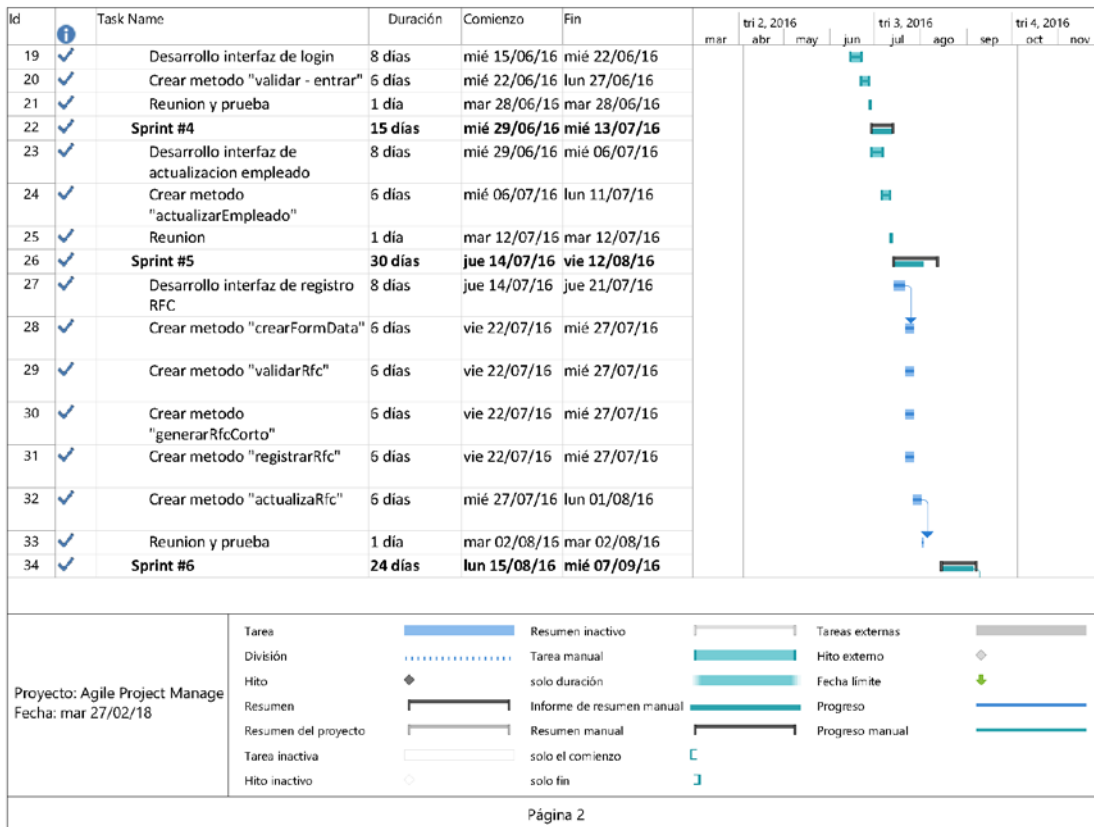 Id Task Name Duración Comienzo Fin
tri 2, 2016 tri 3, 2016 tri 4, 2016
mar abr may jun jul ago sep oct nov
19 Desarrollo interfaz de login 8 días mié 15/06/16 mié 22/06/16
20 Crear metodo "validar - entrar" 6 días mié 22/06/16 lun 27/06/16
21 Reunion y prueba 1 día mar 28/06/16 mar 28/06/16
22 Sprint #4 15 días mié 29/06/16 mié 13/07/16
23 Desarrollo interfaz de 8 días mié 29/06/16 mié 06/07/16
actualizacion empleado
24 Crear metodo 6 días mié 06/07/16 lun 11/07/16
"actualizarEmpleado"
25 Reunion 1 día mar 12/07/16 mar 12/07/16
26 Sprint #5 30 días jue 14/07/16 vie 12/08/16
27 Desarrollo interfaz de registro 8 días jue 14/07/16 jue 21/07/16
RFC
28 Crear metodo "crearFormData" 6 días vie 22/07/16 mié 27/07/16
29 Crear metodo "validarRfc" 6 días vie 22/07/16 mié 27/07/16
30 Crear metodo 6 días vie 22/07/16 mié 27/07/16
"generarRfcCorto"
31 Crear metodo "registrarRfc" 6 días vie 22/07/16 mié 27/07/16
32 Crear metodo "actualizaRfc" 6 días mié 27/07/16 lun 01/08/16
33 Reunion y prueba 1 día mar 02/08/16 mar 02/08/16
34 Sprint #6 24 días lun 15/08/16 mié 07/09/16
Proyecto: Agile Project Manage
Fecha: mar 27/02/18
Tarea Resumen inactivo Tareas externas
División Tarea manual Hito externo
Hito solo duración Fecha límite
Resumen Informe de resumen manual Progreso
Resumen del proyecto Resumen manual Progreso manual
Tarea inactiva solo el comienzo
Hito inactivo solo fin
Página 2